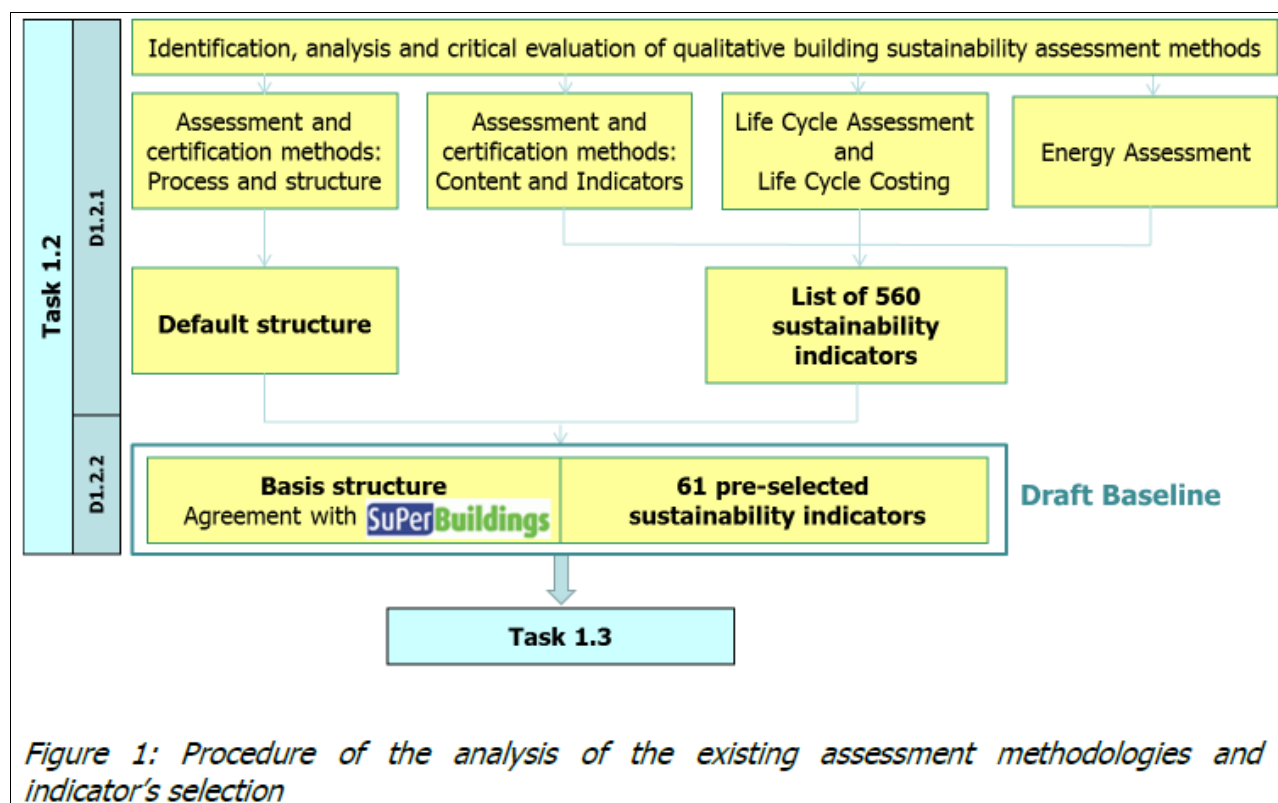 Identification, analysis and critical evaluation of qualitative building sustainability assessment methods
Task 1.2
D1.2.1
Assessment and
certification methods:
Process and structure
Assessment and
certification methods:
Content and Indicators
Life Cycle Assessment
and
Life Cycle Costing
Energy Assessment
Default structure
List of 560
sustainability
indicators
D1.2.2
Basis structure
Agreement with SuPerBuildings
61 pre-selected
sustainability indicators
Draft Baseline
Task 1.3
Figure 1: Procedure of the analysis of the existing assessment methodologies and
indicator's selection